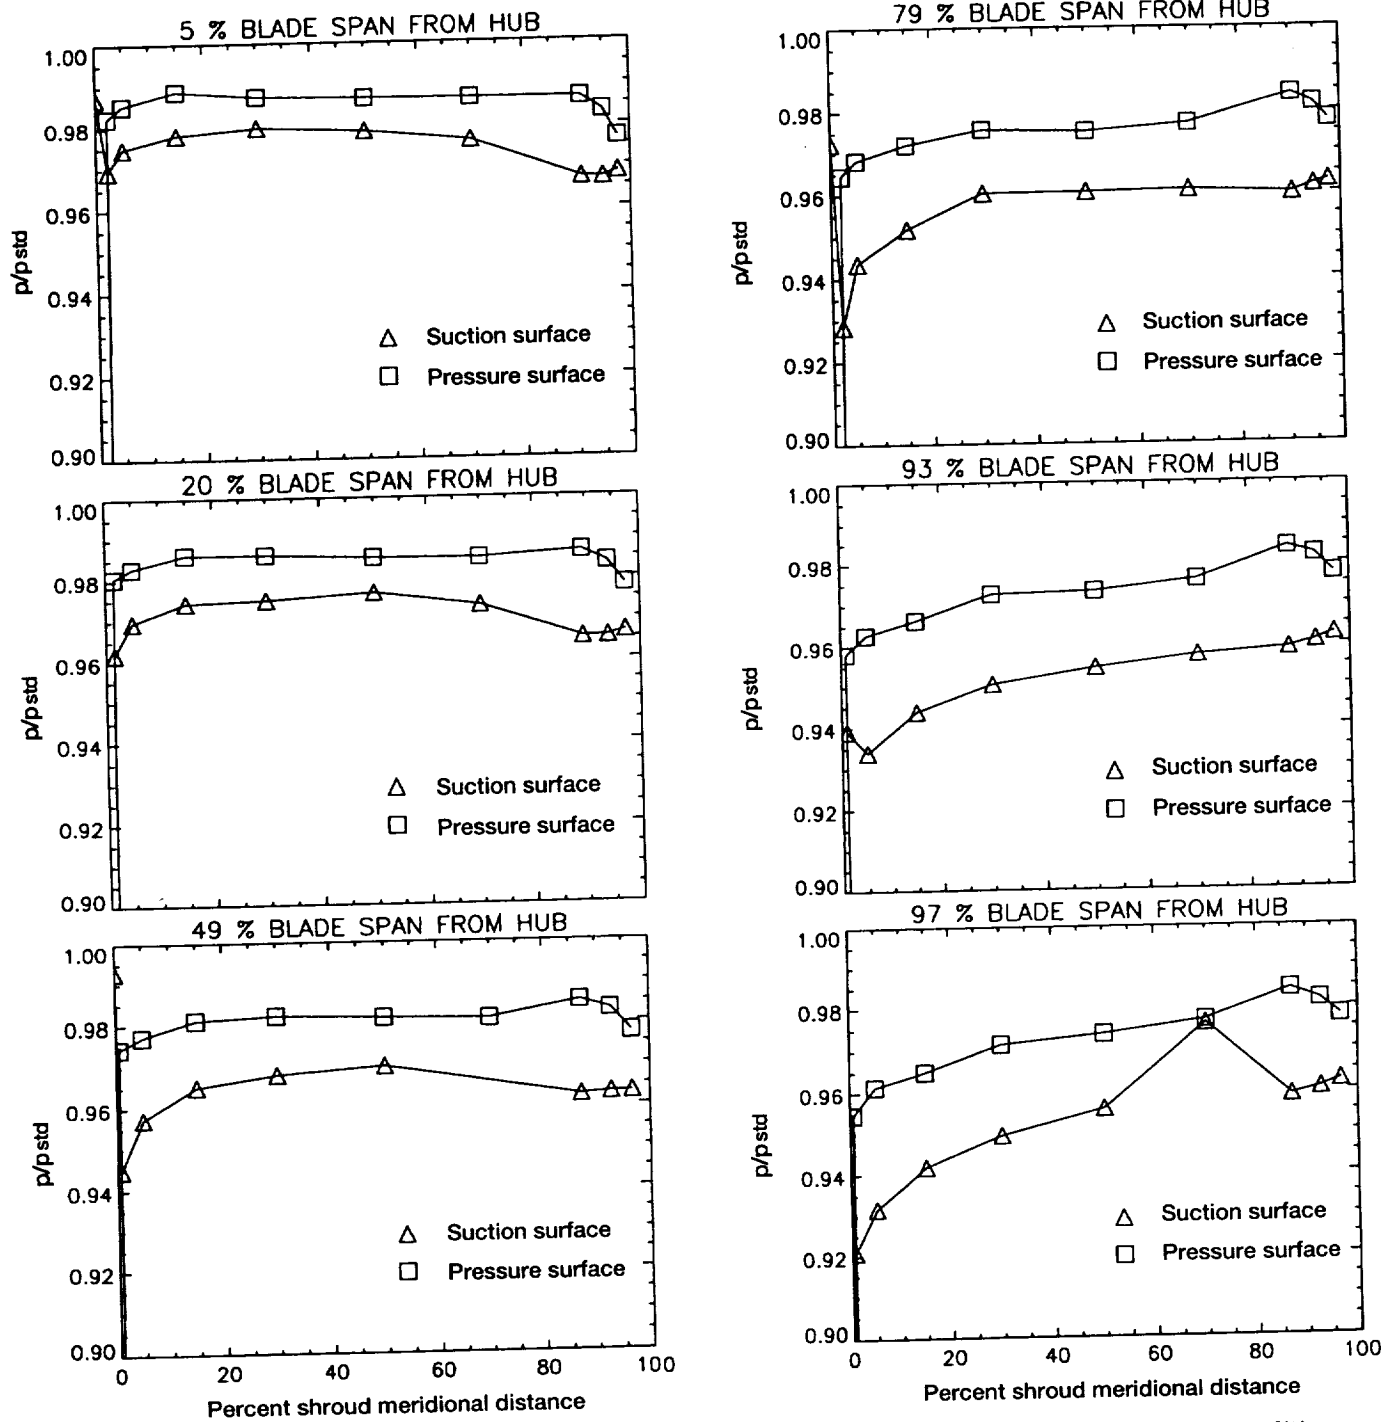 5 % BLADE SPAN FROM HUB
1.00
0.98
0.96
0.94
0.92
0.90
p/pstd
Suction surface
Pressure surface
20 % BLADE SPAN FROM HUB
1.00
0.98
0.96
0.94
0.92
0.90
p/pstd
Suction surface
Pressure surface
49 % BLADE SPAN FROM HUB
1.00
0.98
0.96
0.94
0.92
0.90
p/pstd
Suction surface
Pressure surface
0 20 40 60 80 100
Percent shroud meridional distance
79 % BLADE SPAN FROM HUB
1.00
0.98
0.96
0.94
0.92
0.90
p/pstd
Suction surface
Pressure surface
93 % BLADE SPAN FROM HUB
1.00
0.98
0.96
0.94
0.92
0.90
p/pstd
Suction surface
Pressure surface
97 % BLADE SPAN FROM HUB
1.00
0.98
0.96
0.94
0.92
0.90
p/pstd
Suction surface
Pressure surface
0 20 40 60 80 100
Percent shroud meridional distance